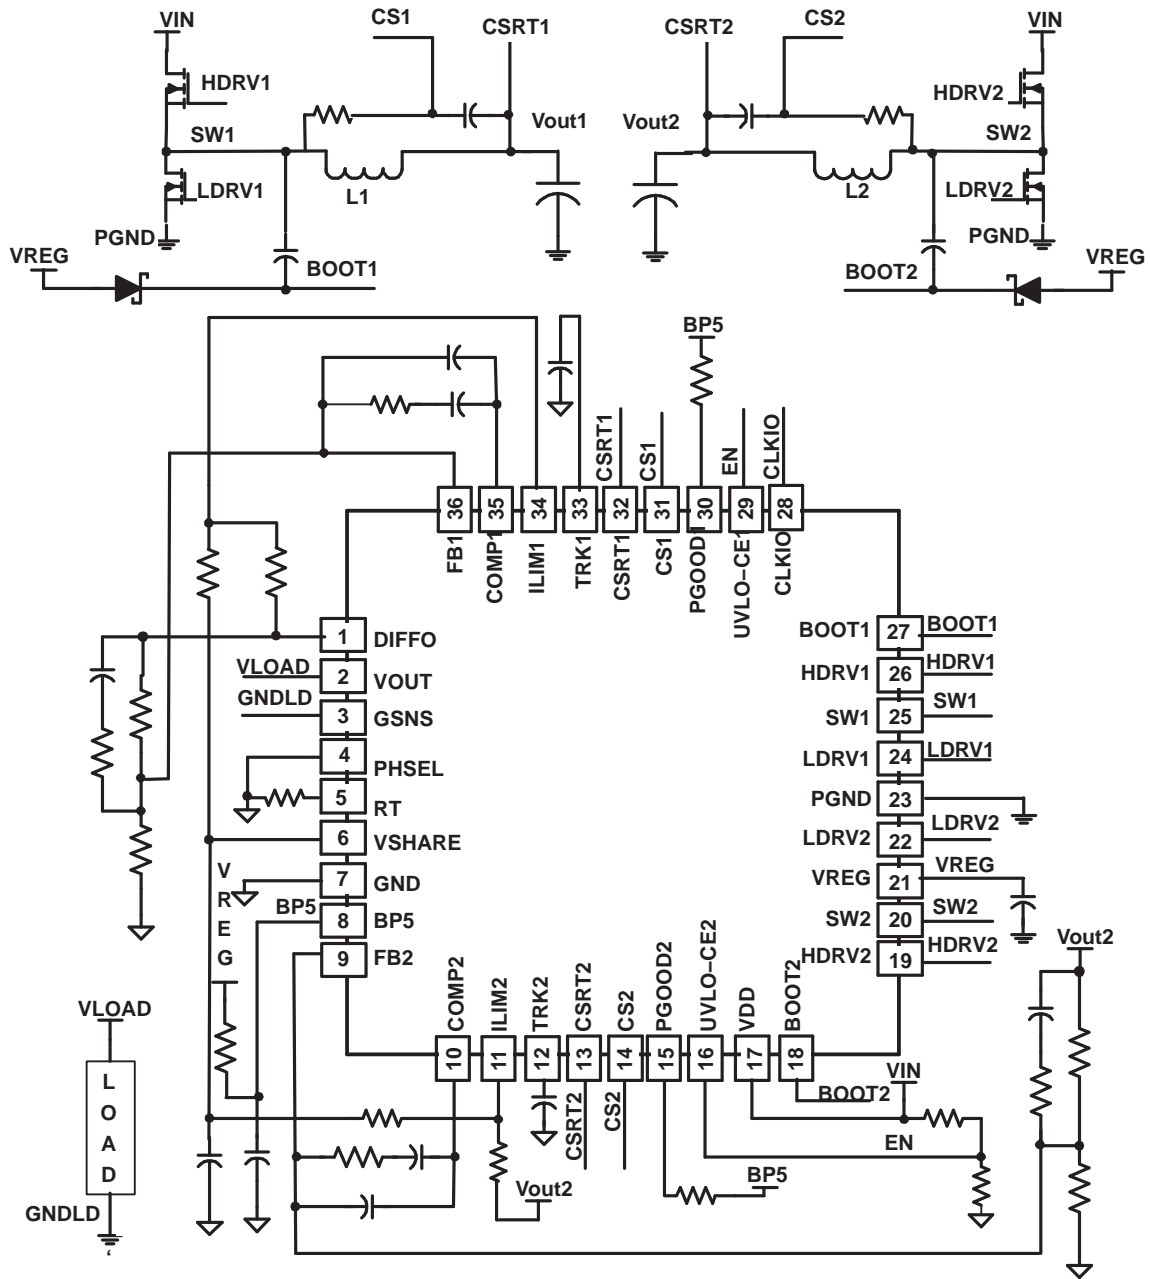 VIN
CS1
CSRT1
CSRT2
CS2
VIN
HDRV1
HDRV2
SW1
Vout1
Vout2
SW2
LDRV1
L1
L2
LDRV2
PGND
PGND
VREG
BOOT1
BOOT2
VREG
BP5
CSRT1
CS1
EN
CLKIO
36
35
34
33
32
31
30
29
28
FB1
COMP1
ILIM1
TRK1
CSRT1
CS1
PGOOD1
UVLO–CE1
CLKIO
1 DIFFO
VLOAD 2 VOUT
GNDLD 3 GSNS
4 PHSEL
5 RT
6 VSHARE
7 GND
BP5 8 BP5
9 FB2
BOOT1 27 BOOT1
HDRV1 26 HDRV1
SW1 25 SW1
LDRV1 24 LDRV1
PGND 23
LDRV2 22 LDRV2
VREG 21 VREG
SW2 20 SW2
HDRV2 19 HDRV2
VREG
Vout2
COMP2
ILIM2
TRK2
CSRT2
CS2
PGOOD2
UVLO–CE2
VDD
BOOT2
10
11
12
13
14
15
16
17
18
VLOAD
LOAD
GNDLD
CSRT2
CS2
BOOT2
VIN
EN
BP5
Vout2